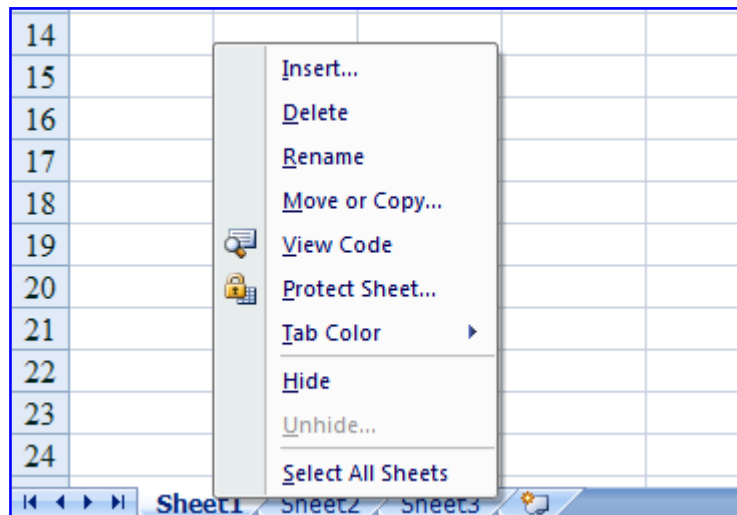 14
15
16
17
18
19
20
21
22
23
24
Insert...
Delete
Rename
Move or Copy...
View Code
Protect Sheet...
Tab Color
Hide
Unhide...
Select All Sheets
Sheet1 Sheet2 Sheet3